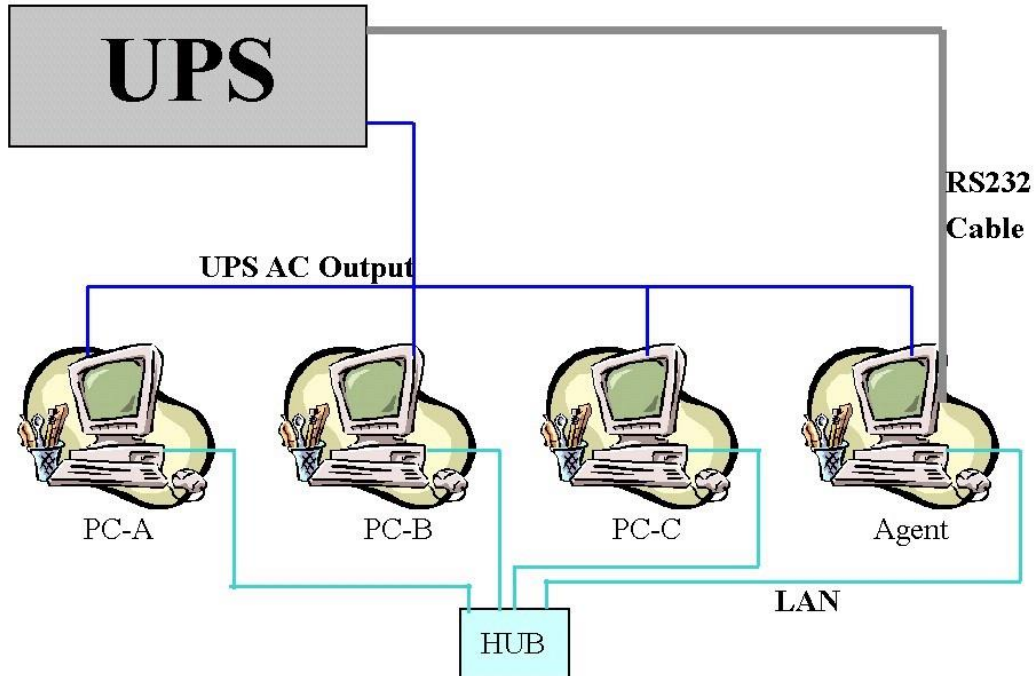 UPS
RS232
Cable
UPS AC Output
PC-A
PC-B
PC-C
Agent
LAN
HUB